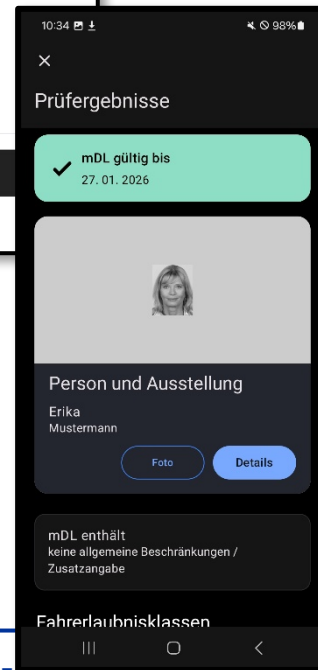 10:34 98%
Prüfergebnisse
mDL gültig bis
27. 01. 2026
Person und Ausstellung
Erika
Mustermann
Foto Details
mDL enthält
keine allgemeine Beschränkungen /
Zusatzangabe
Fahrerlaubnisklassen